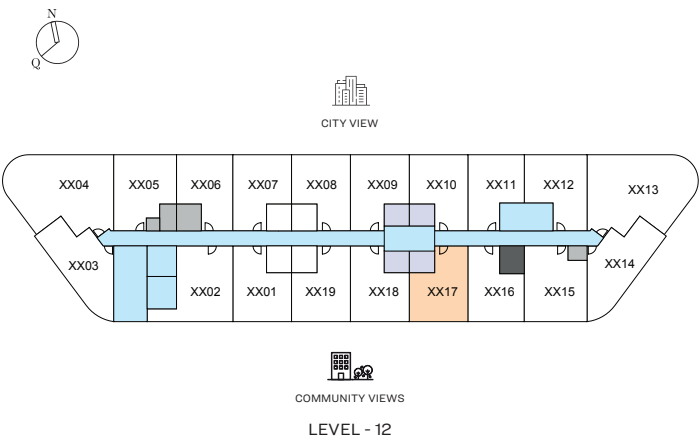 N
Q
CITY VIEW
XX04 XX05 XX06 XX07 XX08 XX09 XX10 XX11 XX12 XX13
XX03 XX02 XX01 XX19 XX18 XX17 XX16 XX15 XX14
COMMUNITY VIEWS
LEVEL - 12